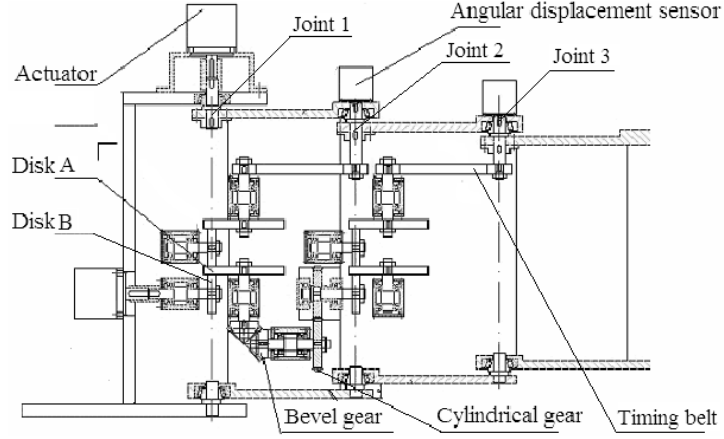 Angular displacement sensor
Joint 1
Joint 2
Joint 3
Actuator
Disk A
Disk B
Bevel gear
Cylindrical gear
Timing belt